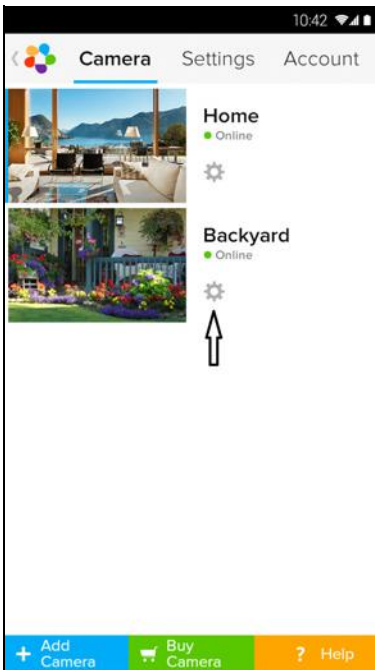 10:42
Camera Settings Account
Home
Online
Backyard
Online
+ Add Camera
Buy Camera
? Help